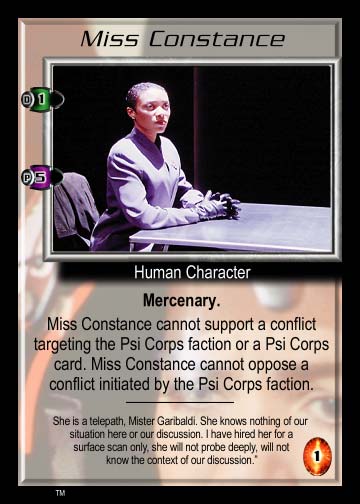 Miss Constance
D 1
P 5
Human Character
Mercenary.
Miss Constance cannot support a conflict
targeting the Psi Corps faction or a Psi Corps
card. Miss Constance cannot oppose a
conflict initiated by the Psi Corps faction.
She is a telepath, Mister Garibaldi. She knows nothing of our
situation here or our discussion. I have hired her for a
surface scan only, she will not probe deeply, will not
know the context of our discussion."
1
TM